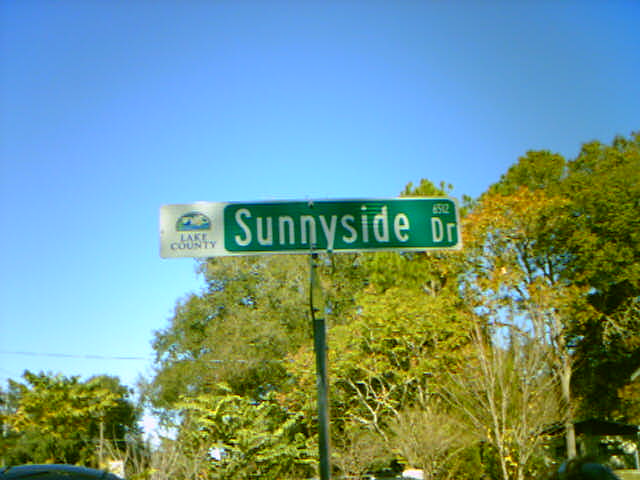 LAKE
COUNTY
Sunnyside Dr
6512